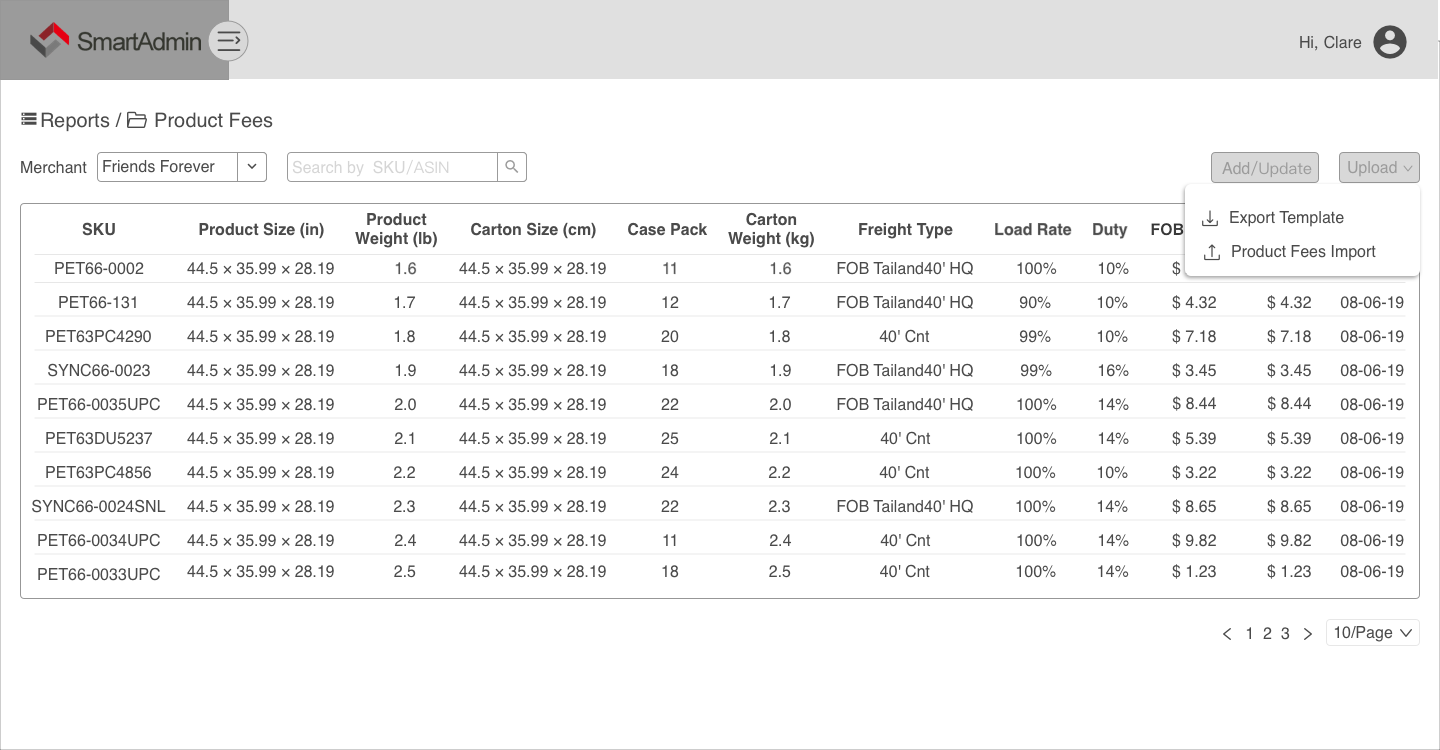 SmartAdmin
Hi, Clare
Reports / Product Fees
Merchant Friends Forever Search by SKU/ASIN Add/Update Upload
Export Template
Product Fees Import
SKU Product Size (in) Product Weight (lb) Carton Size (cm) Case Pack Carton Weight (kg) Freight Type Load Rate Duty FOB
PET66-0002 44.5 × 35.99 × 28.19 1.6 44.5 × 35.99 × 28.19 11 1.6 FOB Tailand40' HQ 100% 10% $
PET66-131 44.5 × 35.99 × 28.19 1.7 44.5 × 35.99 × 28.19 12 1.7 FOB Tailand40' HQ 90% 10% $ 4.32 $ 4.32 08-06-19
PET63PC4290 44.5 × 35.99 × 28.19 1.8 44.5 × 35.99 × 28.19 20 1.8 40' Cnt 99% 10% $ 7.18 $ 7.18 08-06-19
SYNC66-0023 44.5 × 35.99 × 28.19 1.9 44.5 × 35.99 × 28.19 18 1.9 FOB Tailand40' HQ 99% 16% $ 3.45 $ 3.45 08-06-19
PET66-0035UPC 44.5 × 35.99 × 28.19 2.0 44.5 × 35.99 × 28.19 22 2.0 FOB Tailand40' HQ 100% 14% $ 8.44 $ 8.44 08-06-19
PET63DU5237 44.5 × 35.99 × 28.19 2.1 44.5 × 35.99 × 28.19 25 2.1 40' Cnt 100% 14% $ 5.39 $ 5.39 08-06-19
PET63PC4856 44.5 × 35.99 × 28.19 2.2 44.5 × 35.99 × 28.19 24 2.2 40' Cnt 100% 10% $ 3.22 $ 3.22 08-06-19
SYNC66-0024SNL 44.5 × 35.99 × 28.19 2.3 44.5 × 35.99 × 28.19 22 2.3 FOB Tailand40' HQ 100% 14% $ 8.65 $ 8.65 08-06-19
PET66-0034UPC 44.5 × 35.99 × 28.19 2.4 44.5 × 35.99 × 28.19 11 2.4 40' Cnt 100% 14% $ 9.82 $ 9.82 08-06-19
PET66-0033UPC 44.5 × 35.99 × 28.19 2.5 44.5 × 35.99 × 28.19 18 2.5 40' Cnt 100% 14% $ 1.23 $ 1.23 08-06-19
1 2 3 10/Page